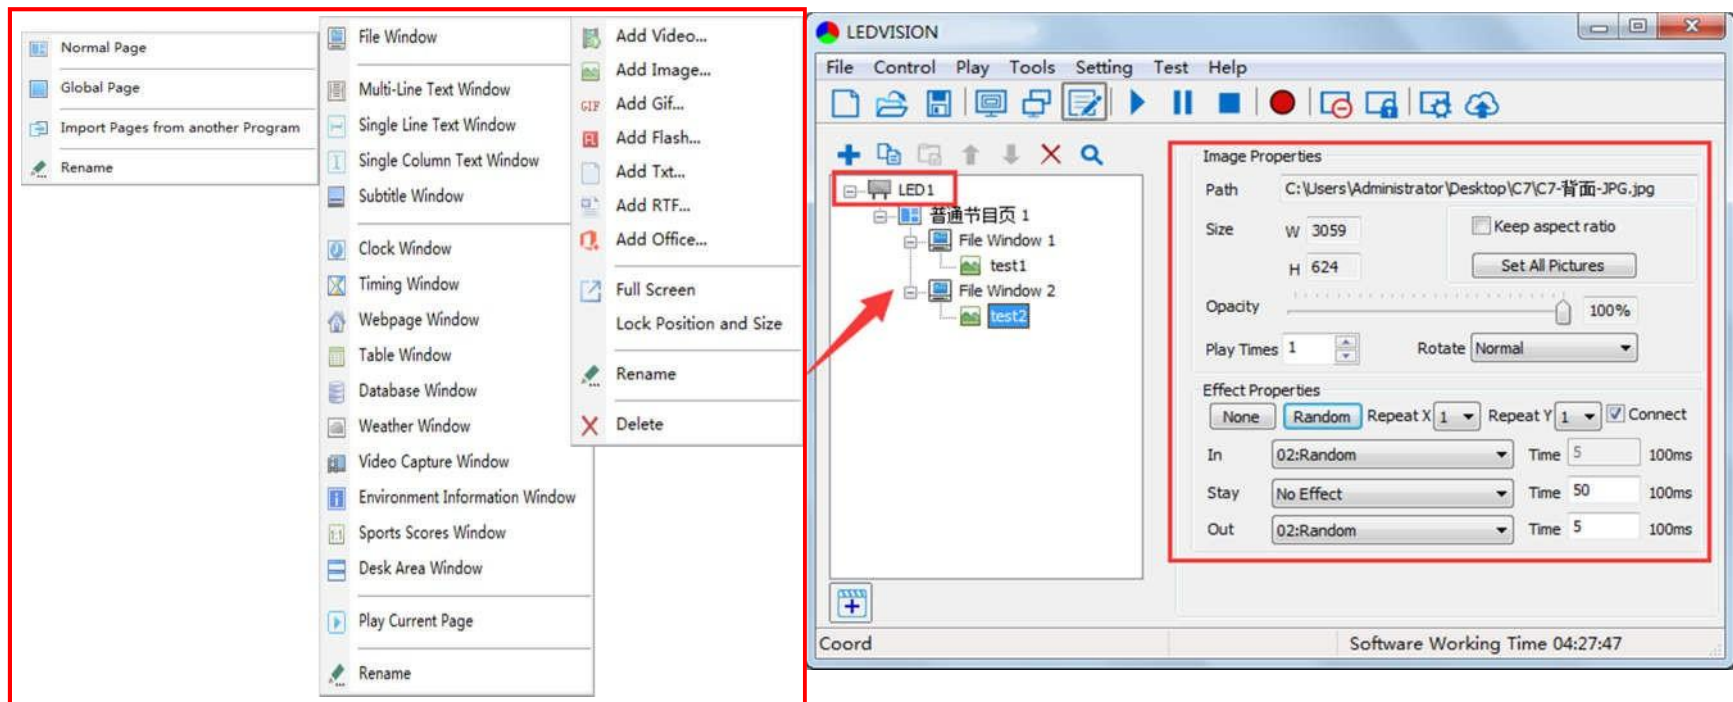 Normal Page
Global Page
Import Pages from another Program
Rename
File Window
Multi-Line Text Window
Single Line Text Window
Single Column Text Window
Subtitle Window
Clock Window
Timing Window
Webpage Window
Table Window
Database Window
Weather Window
Video Capture Window
Environment Information Window
Sports Scores Window
Desk Area Window
Play Current Page
Rename
Add Video...
Add Image...
GIF Add Gif...
Add Flash...
Add Txt...
Add RTF...
Add Office...
Full Screen
Lock Position and Size
Rename
Delete
LEDVISION
File Control Play Tools Setting Test Help
LED1
普通节目页 1
File Window 1
test1
File Window 2
test2
Image Properties
Path C:\Users\Administrator\Desktop\C7\C7-背面-JPG.jpg
Size W 3059 Keep aspect ratio
H 624 Set All Pictures
Opacity 100%
Play Times 1 Rotate Normal
Effect Properties
None Random Repeat X 1 Repeat Y 1 Connect
In 02:Random Time 5 100ms
Stay No Effect Time 50 100ms
Out 02:Random Time 5 100ms
Coord Software Working Time 04:27:47